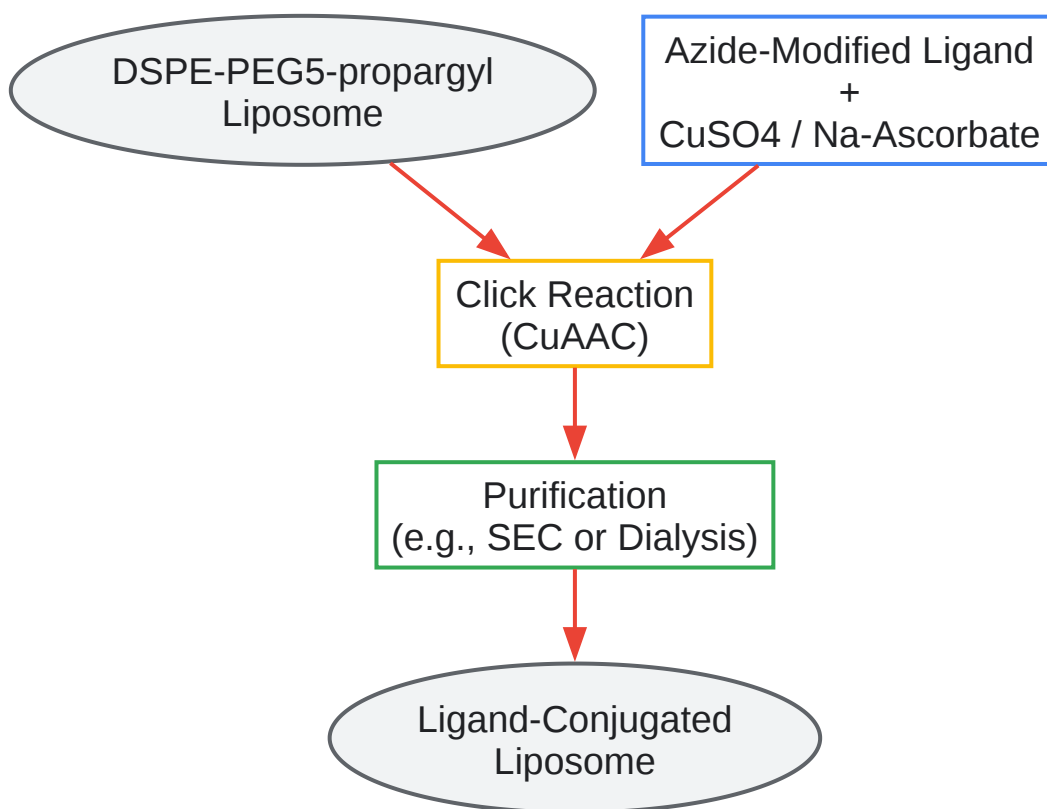 DSPE-PEG5-propargyl
Liposome
Azide-Modified Ligand
+
CuSO4 / Na-Ascorbate
Click Reaction
(CuAAC)
Purification
(e.g., SEC or Dialysis)
Ligand-Conjugated
Liposome